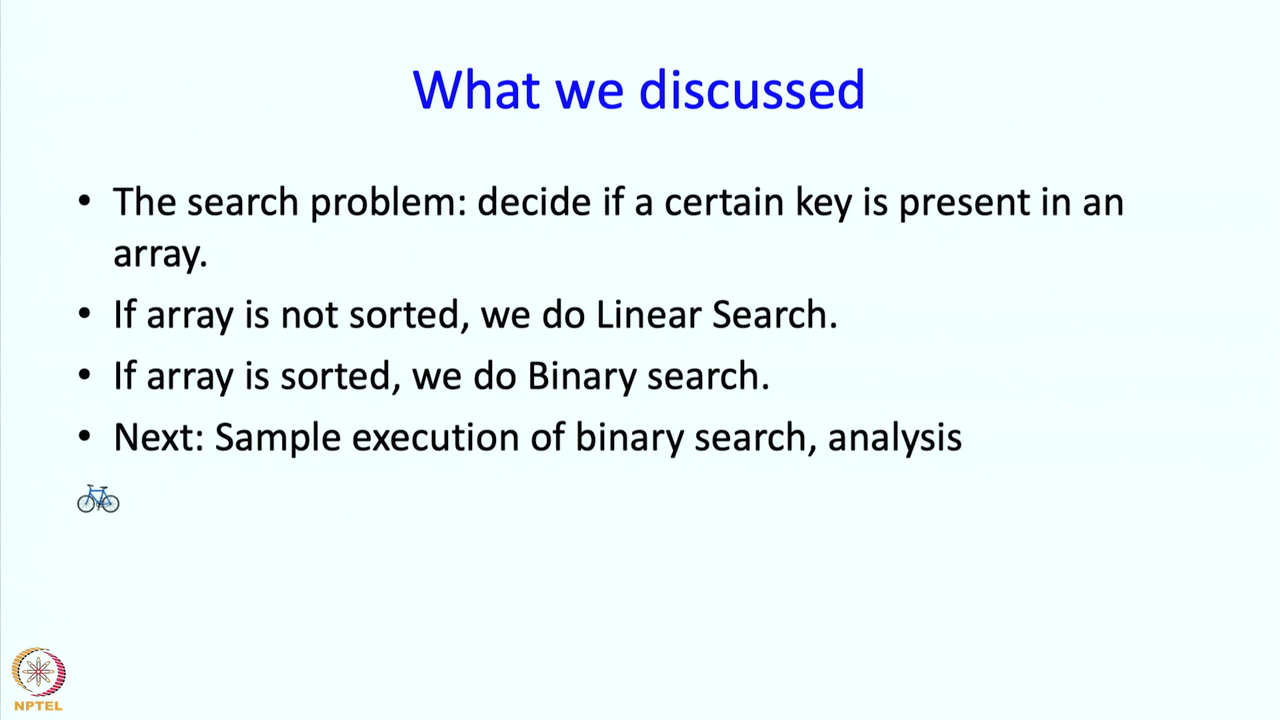 What we discussed
• The search problem: decide if a certain key is present in an
array.
• If array is not sorted, we do Linear Search.
• If array is sorted, we do Binary search.
• Next: Sample execution of binary search, analysis
NPTEL